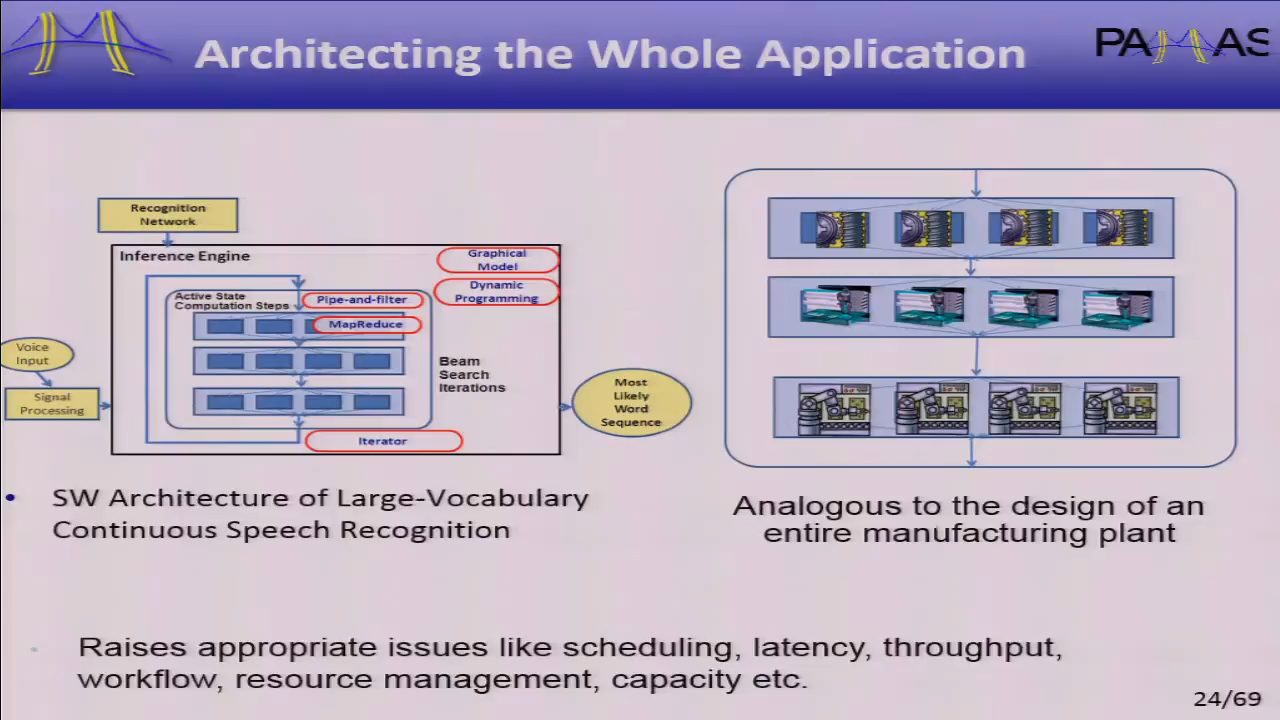 Architecting the Whole Application
PAMAS
Recognition
Network
Inference Engine
Graphical
Model
Dynamic
Programming
Active State
Computation Steps
Pipe-and-filter
MapReduce
Voice
Input
Signal
Processing
Beam
Search
Iterations
Most
Likely
Word
Sequence
Iterator
• SW Architecture of Large-Vocabulary
Continuous Speech Recognition
Analogous to the design of an
entire manufacturing plant
• Raises appropriate issues like scheduling, latency, throughput,
workflow, resource management, capacity etc.
24/69